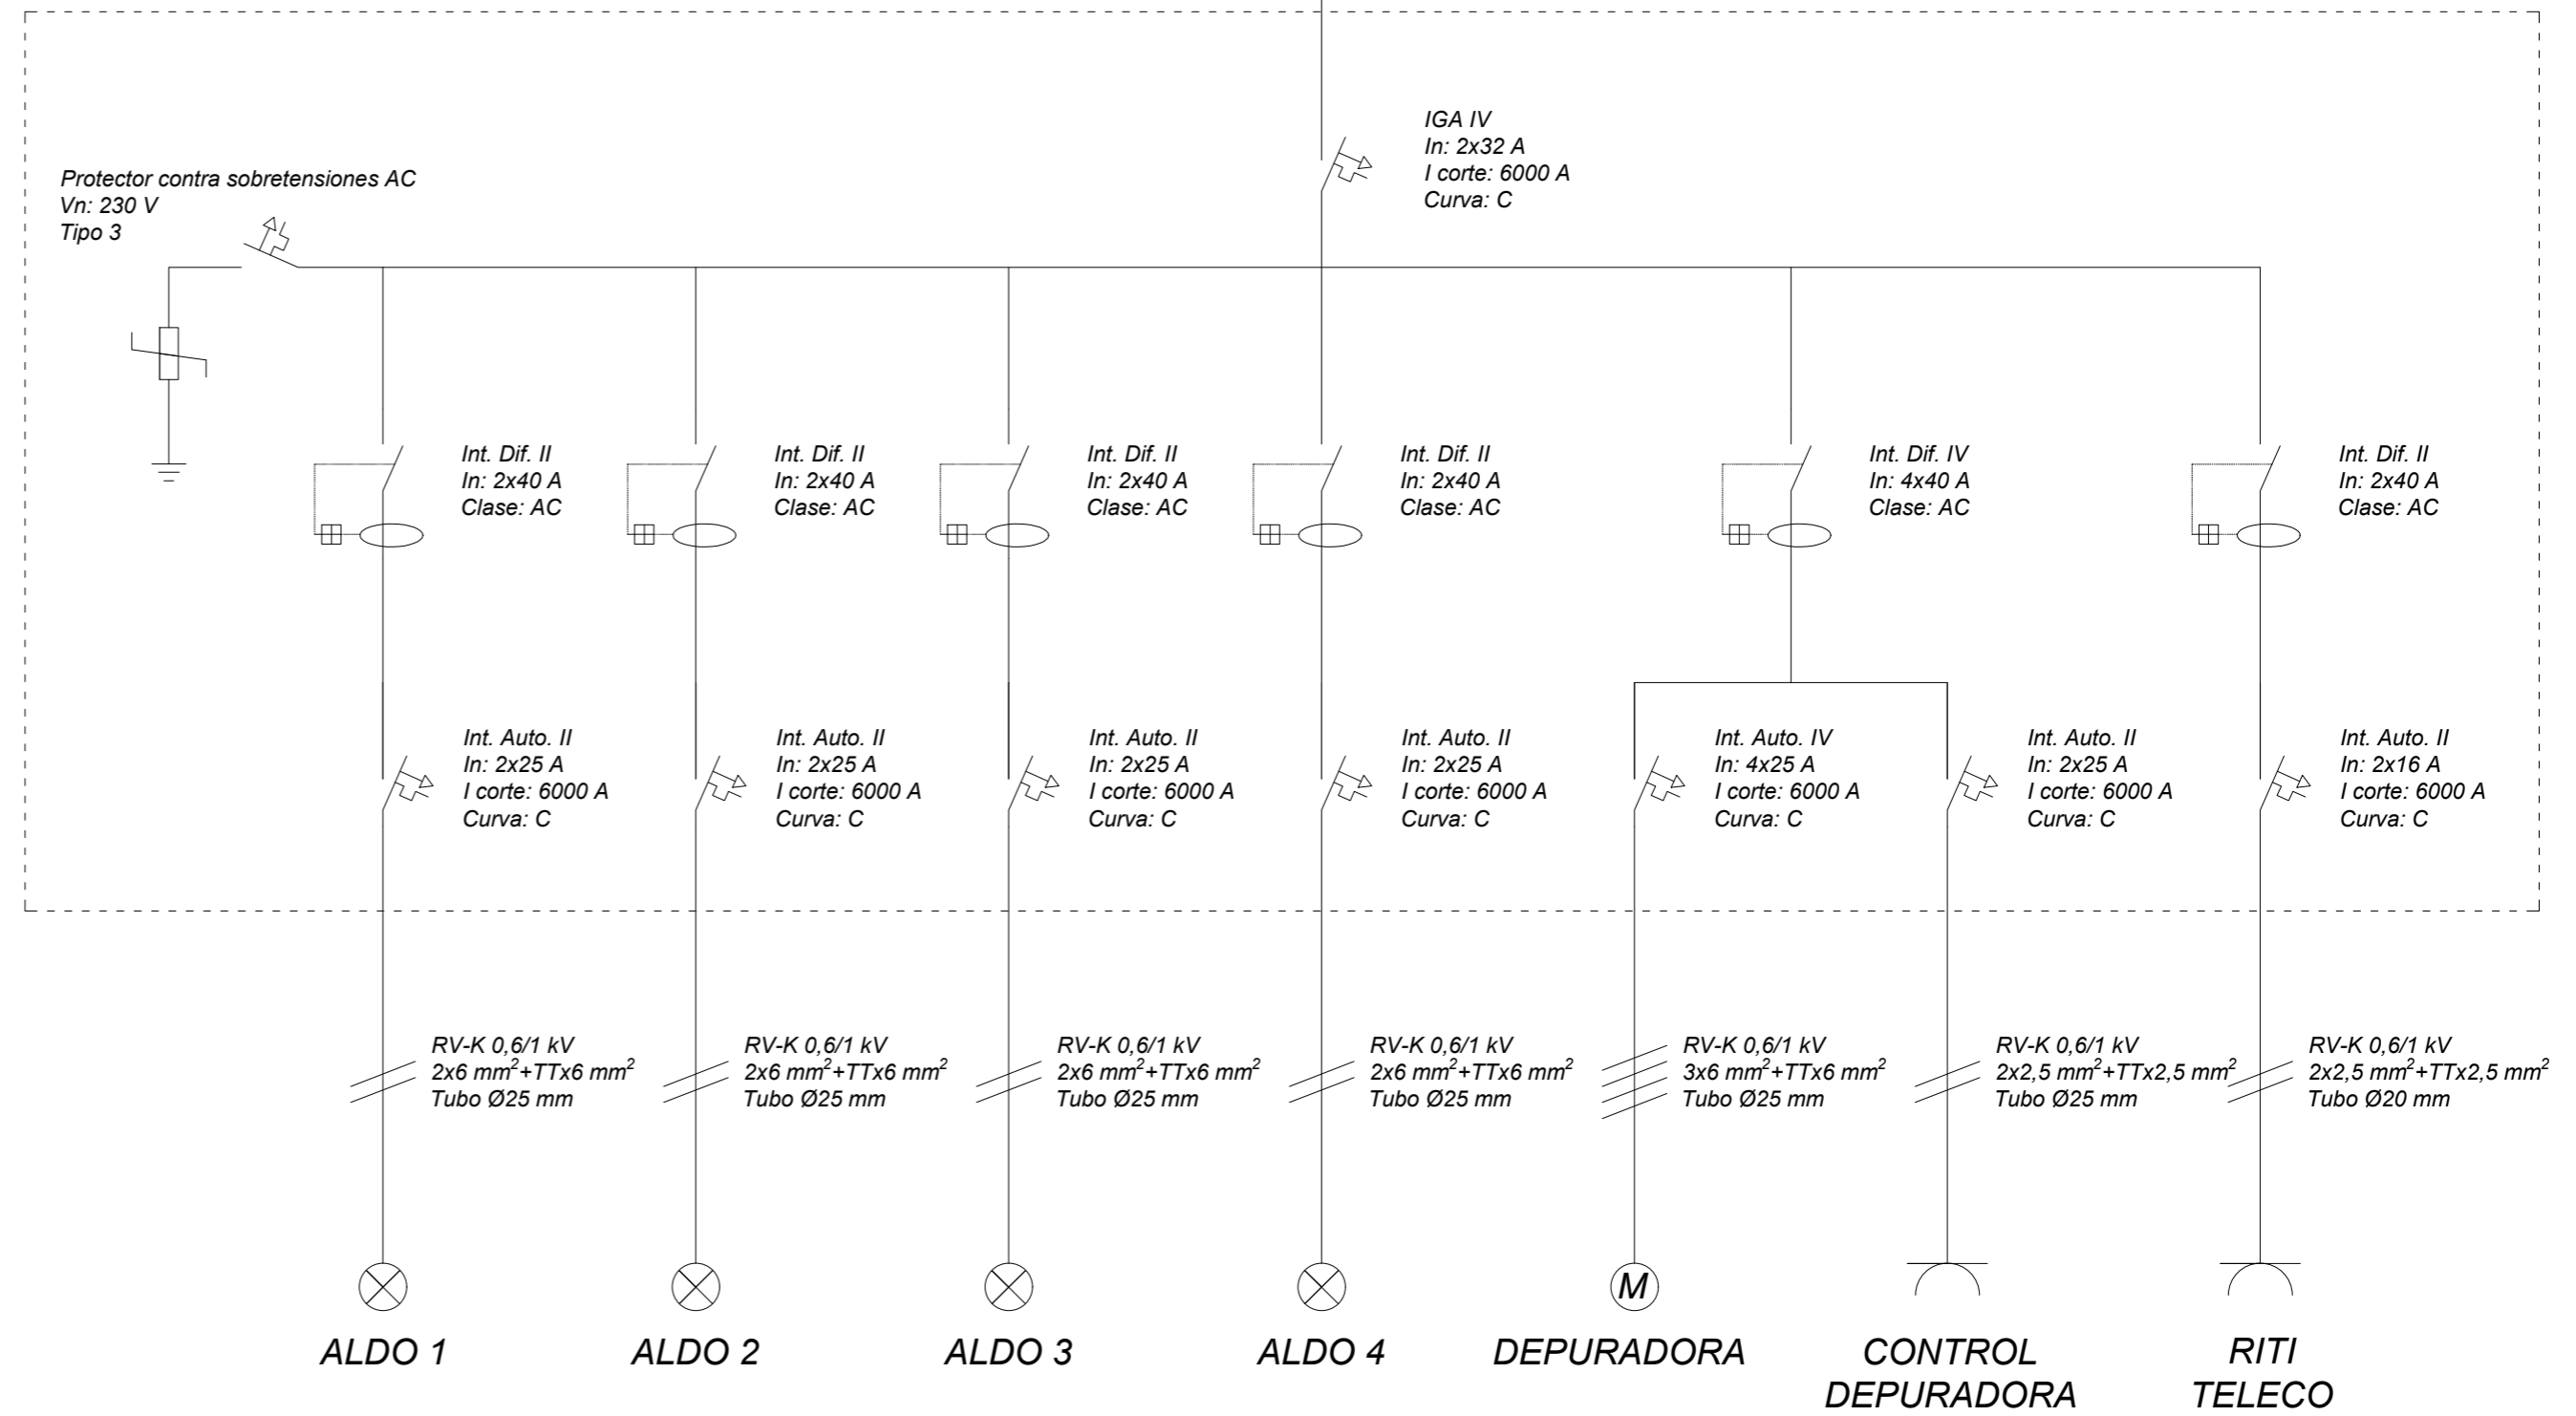 IGA IV
In: 2x32 A
I corte: 6000 A
Curva: C
Protector contra sobretensiones AC
Vn: 230 V
Tipo 3
Int. Dif. II
In: 2x40 A
Clase: AC
Int. Dif. II
In: 2x40 A
Clase: AC
Int. Dif. II
In: 2x40 A
Clase: AC
Int. Dif. II
In: 2x40 A
Clase: AC
Int. Dif. IV
In: 4x40 A
Clase: AC
Int. Dif. II
In: 2x40 A
Clase: AC
Int. Auto. II
In: 2x25 A
I corte: 6000 A
Curva: C
Int. Auto. II
In: 2x25 A
I corte: 6000 A
Curva: C
Int. Auto. II
In: 2x25 A
I corte: 6000 A
Curva: C
Int. Auto. II
In: 2x25 A
I corte: 6000 A
Curva: C
Int. Auto. IV
In: 4x25 A
I corte: 6000 A
Curva: C
Int. Auto. II
In: 2x25 A
I corte: 6000 A
Curva: C
Int. Auto. II
In: 2x16 A
I corte: 6000 A
Curva: C
RV-K 0,6/1 kV
2x6 mm²+TTx6 mm²
Tubo Ø25 mm
RV-K 0,6/1 kV
2x6 mm²+TTx6 mm²
Tubo Ø25 mm
RV-K 0,6/1 kV
2x6 mm²+TTx6 mm²
Tubo Ø25 mm
RV-K 0,6/1 kV
2x6 mm²+TTx6 mm²
Tubo Ø25 mm
RV-K 0,6/1 kV
3x6 mm²+TTx6 mm²
Tubo Ø25 mm
RV-K 0,6/1 kV
2x2,5 mm²+TTx2,5 mm²
Tubo Ø25 mm
RV-K 0,6/1 kV
2x2,5 mm²+TTx2,5 mm²
Tubo Ø20 mm
M
ALDO 1
ALDO 2
ALDO 3
ALDO 4
DEPURADORA
CONTROL
DEPURADORA
RITI
TELECO